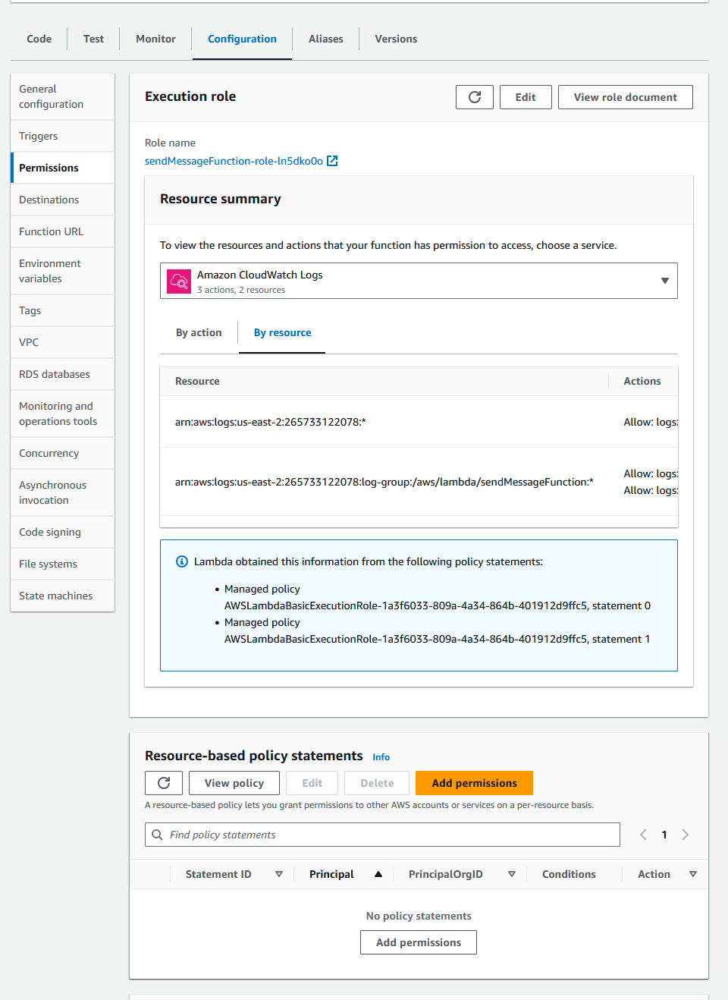 Code
Test
Monitor
Configuration
Aliases
Versions
General
configuration
Triggers
Permissions
Destinations
Function URL
Environment
variables
Tags
VPC
RDS databases
Monitoring and
operations tools
Concurrency
Asynchronous
invocation
Code signing
File systems
State machines
Execution role
Edit
View role document
Role name
sendMessageFunction-role-ln5dko0o
Resource summary
To view the resources and actions that your function has permission to access, choose a service.
Amazon CloudWatch Logs
3 actions, 2 resources
By action
By resource
Resource
Actions
arn:aws:logs:us-east-2:265733122078:*
Allow: logs:
arn:aws:logs:us-east-2:265733122078:log-group:/aws/lambda/sendMessageFunction:*
Allow: logs:
Allow: logs:
Lambda obtained this information from the following policy statements:
• Managed policy
AWSLambdaBasicExecutionRole-1a3f6033-809a-4a34-864b-401912d9ffc5, statement 0
• Managed policy
AWSLambdaBasicExecutionRole-1a3f6033-809a-4a34-864b-401912d9ffc5, statement 1
Resource-based policy statements Info
View policy
Edit
Delete
Add permissions
A resource-based policy lets you grant permissions to other AWS accounts or services on a per-resource basis.
Find policy statements
1
Statement ID
Principal
PrincipalOrgID
Conditions
Action
No policy statements
Add permissions